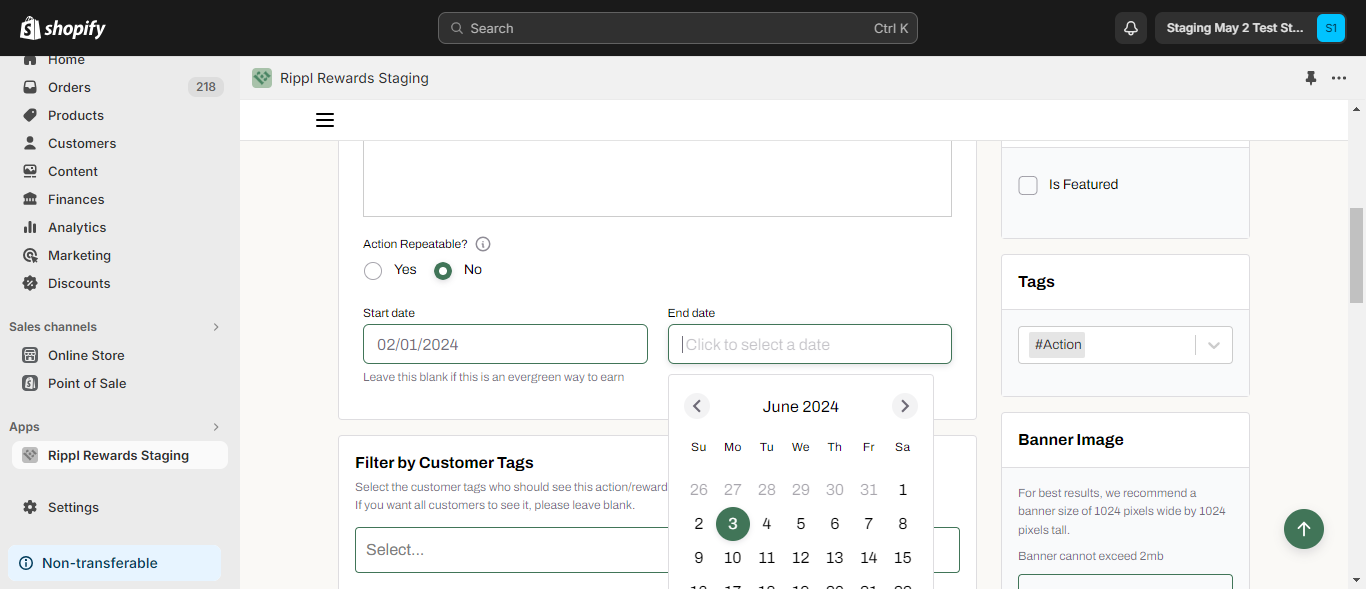 shopify
Search
Ctrl K
Staging May 2 Test St...
S1
Home
Orders
218
Products
Customers
Content
Finances
Analytics
Marketing
Discounts
Sales channels
Online Store
Point of Sale
Apps
Rippl Rewards Staging
Settings
Non-transferable
Rippl Rewards Staging
Action Repeatable?
Yes
No
Start date
02/01/2024
Leave this blank if this is an evergreen way to earn
End date
Click to select a date
June 2024
Su Mo Tu We Th Fr Sa
26 27 28 29 30 31 1
2 3 4 5 6 7 8
9 10 11 12 13 14 15
Filter by Customer Tags
Select the customer tags who should see this action/reward
If you want all customers to see it, please leave blank.
Select...
Is Featured
Tags
#Action
Banner Image
For best results, we recommend a
banner size of 1024 pixels wide by 1024
pixels tall.
Banner cannot exceed 2mb